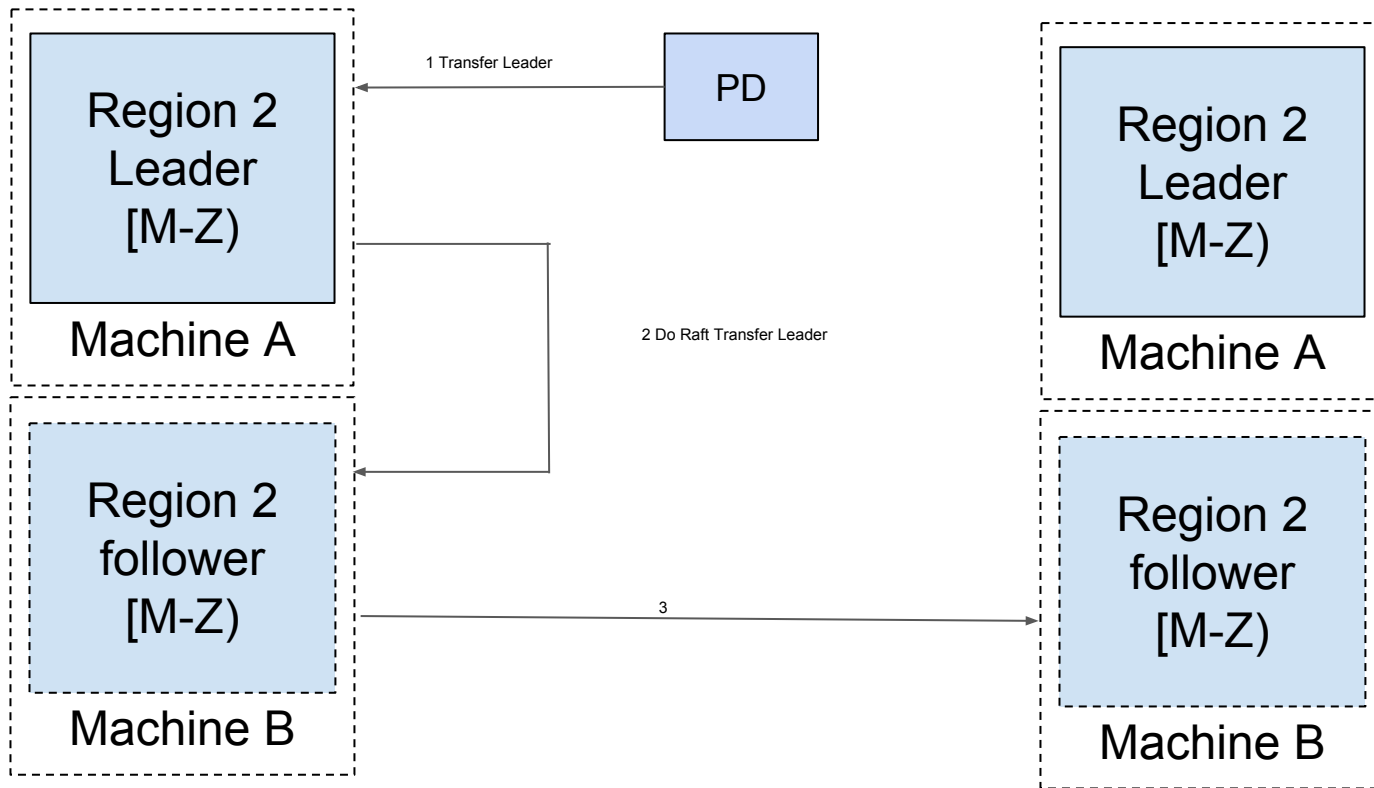 Region 2
Leader
[M-Z)
Machine A
1 Transfer Leader
PD
2 Do Raft Transfer Leader
Region 2
follower
[M-Z)
Machine B
3
Region 2
Leader
[M-Z)
Machine A
Region 2
follower
[M-Z)
Machine B